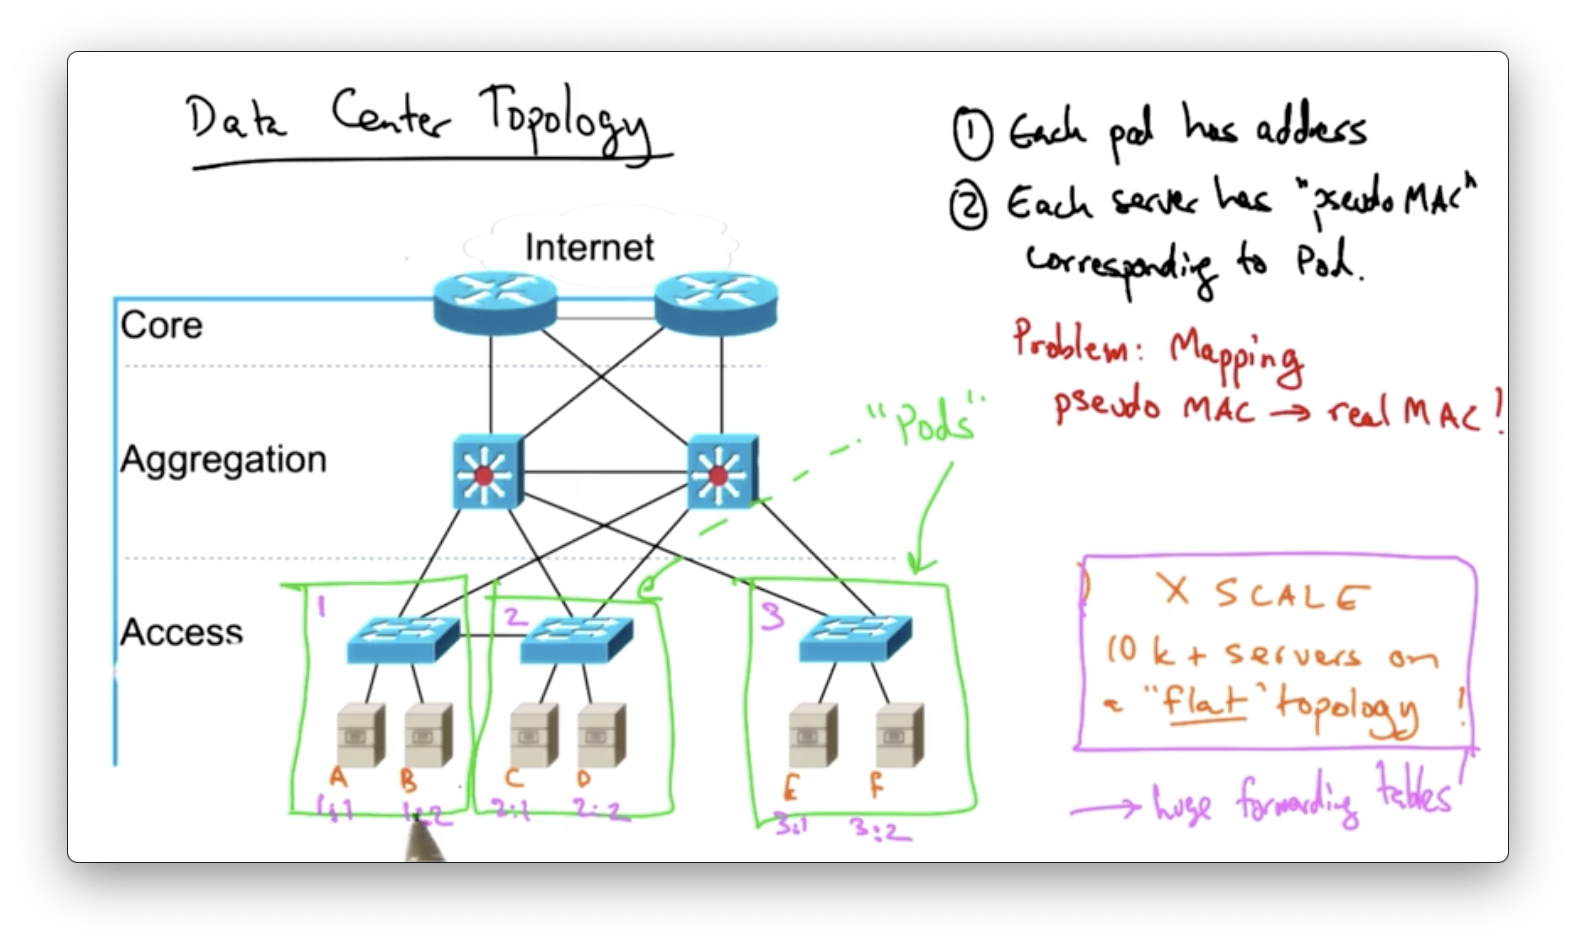 Data Center Topology
① Each pod has address
② Each server has "pseudo MAC"
corresponding to Pod.
Problem: Mapping
pseudo MAC → real MAC!
Internet
Core
Aggregation
Access
"Pods"
1
2
3
A B C D E F
1:1 1:2 2:1 2:2 3:1 3:2
X SCALE
10k+ servers on
a "flat" topology!
→ huge forwarding tables!